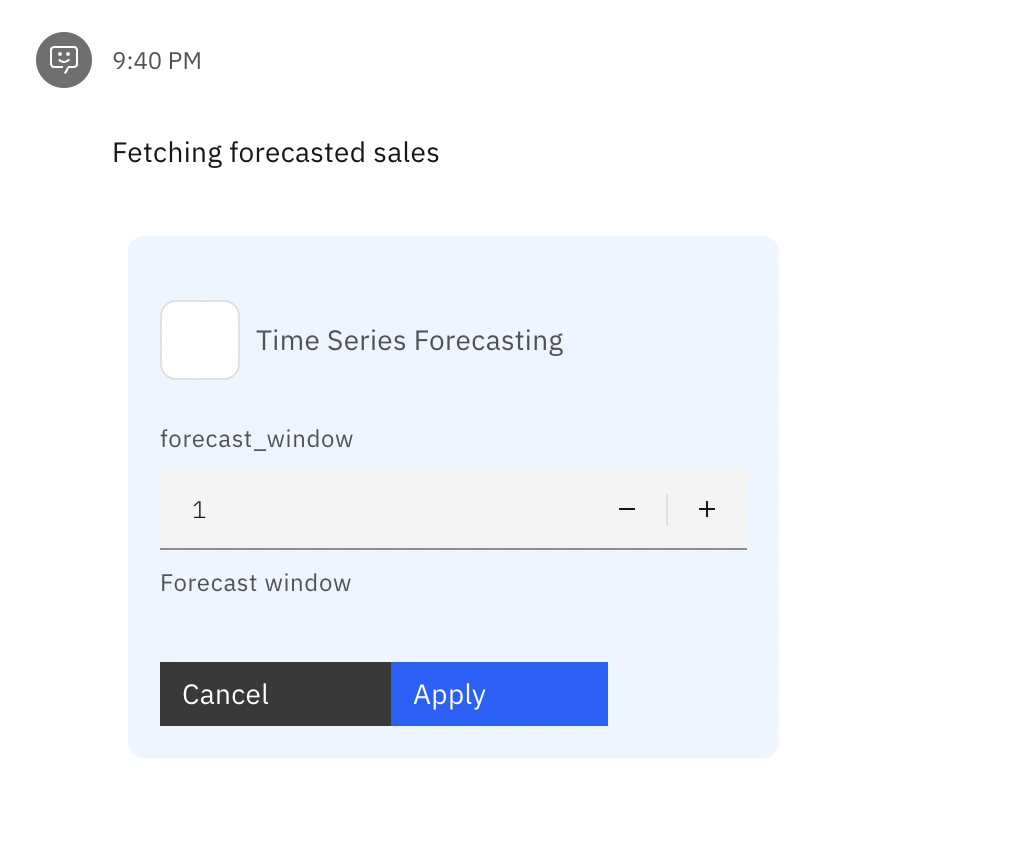 9:40 PM
Fetching forecasted sales
Time Series Forecasting
forecast_window
1
Forecast window
Cancel
Apply